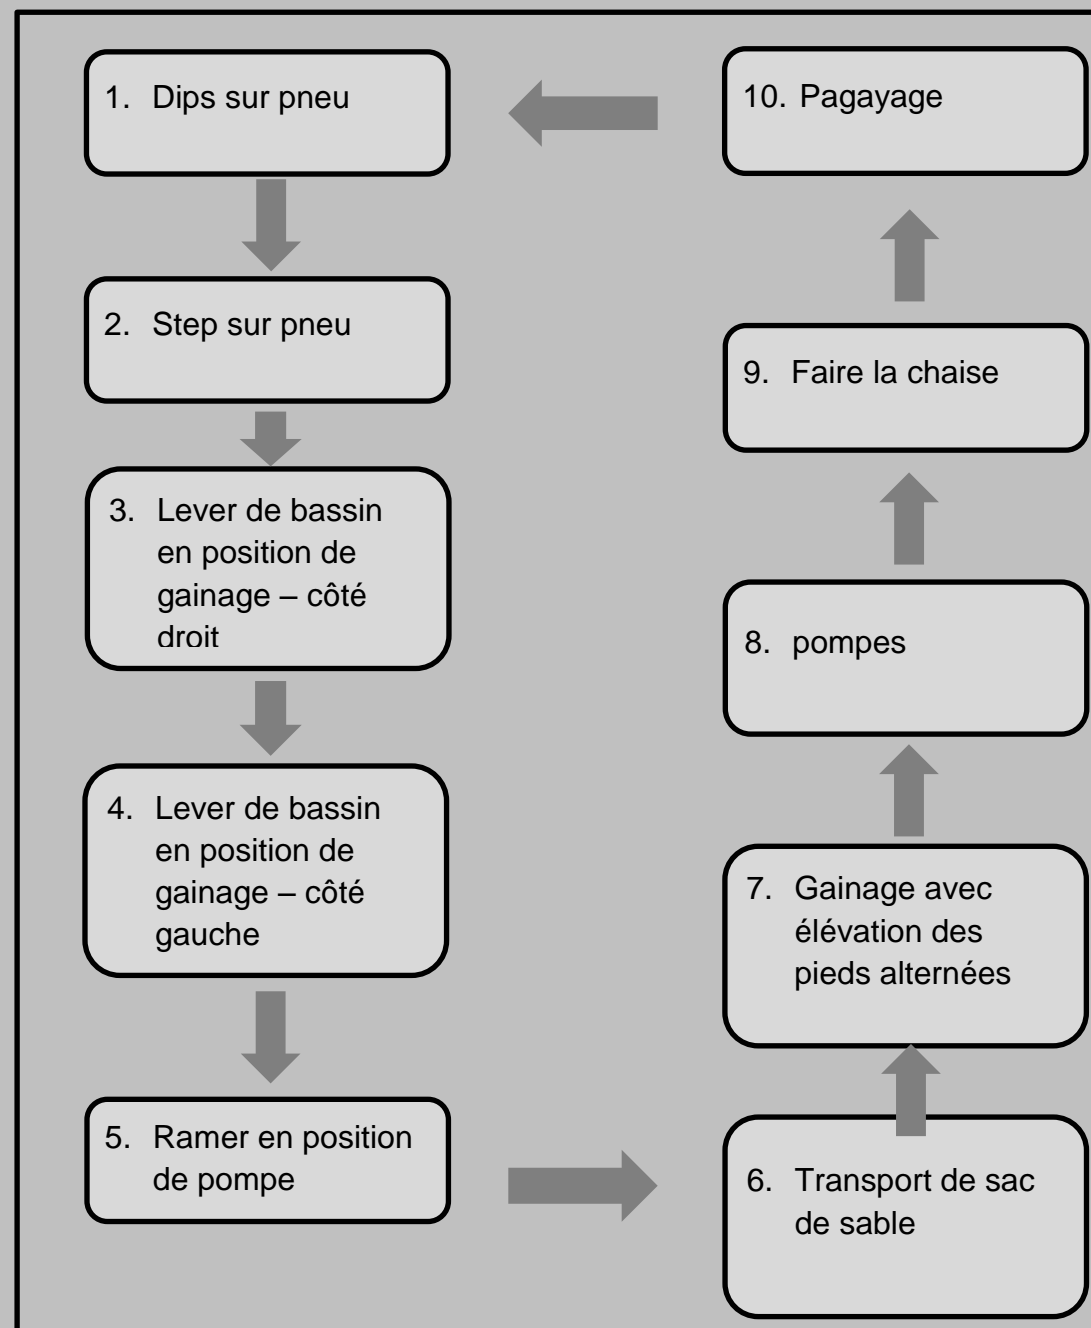 1. Dips sur pneu
2. Step sur pneu
3. Lever de bassin
en position de
gainage – côté
droit
4. Lever de bassin
en position de
gainage – côté
gauche
5. Ramer en position
de pompe
6. Transport de sac
de sable
7. Gainage avec
élévation des
pieds alternées
8. pompes
9. Faire la chaise
10. Pagayage